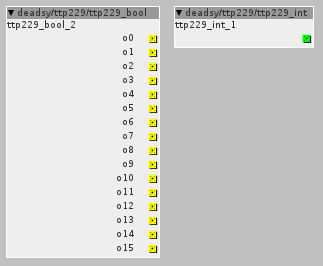 deadsy/ttp229/ttp229_bool
ttp229_bool_2
o0
o1
o2
o3
o4
o5
o6
o7
o8
o9
o10
o11
o12
o13
o14
o15
deadsy/ttp229/ttp229_int
ttp229_int_1